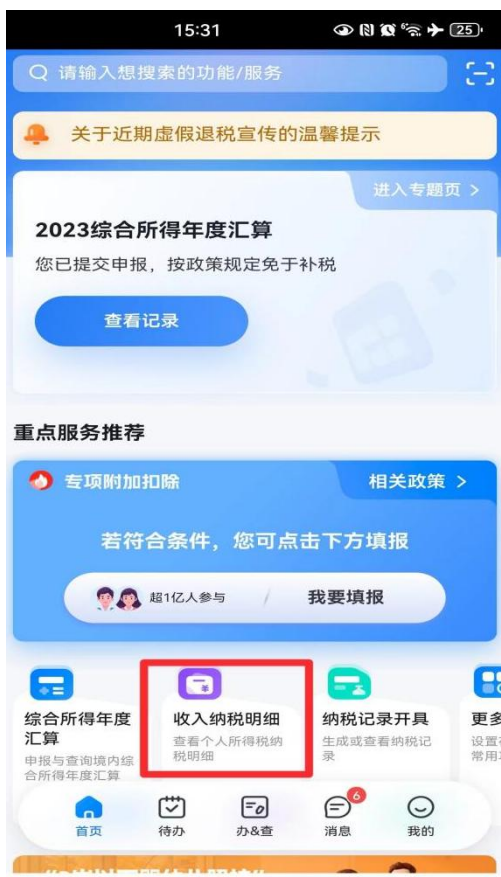 15:31
25
请输入想搜索的功能/服务
关于近期虚假退税宣传的温馨提示
进入专题页 >
2023综合所得年度汇算
您已提交申报，按政策规定免于补税
查看记录
重点服务推荐
专项附加扣除
相关政策 >
若符合条件，您可点击下方填报
超1亿人参与 / 我要填报
综合所得年度汇算
申报与查询境内综合所得年度汇算
收入纳税明细
查看个人所得税纳税明细
纳税记录开具
生成或查看纳税记录
更多
首页
待办
办&查
6
消息
我的